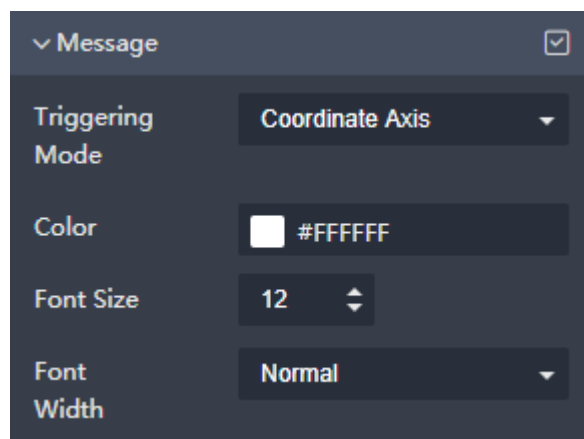 Message
Triggering
Mode
Coordinate Axis
Color
#FFFFFF
Font Size
12
Font
Width
Normal